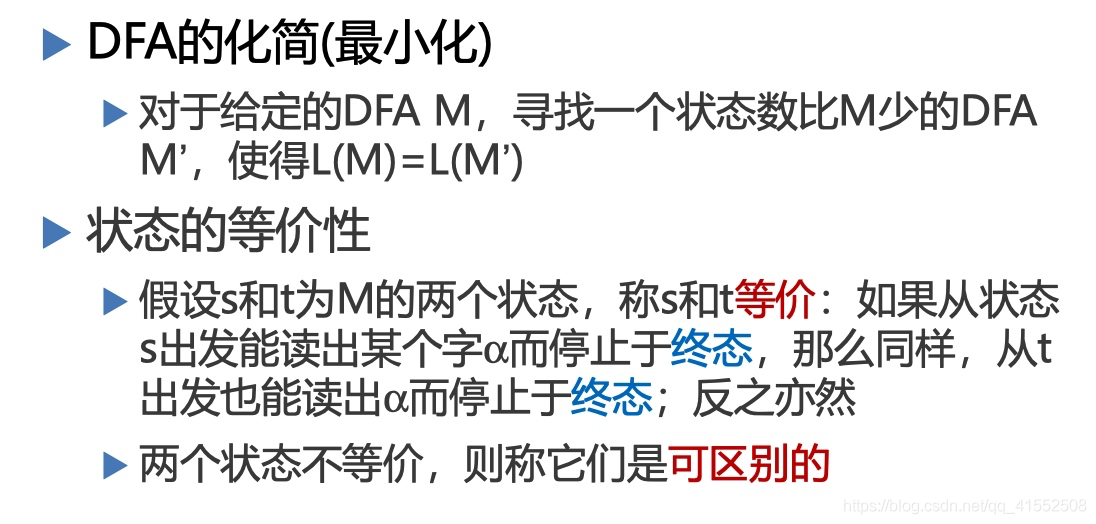 DFA的化简(最小化)
对于给定的DFA M，寻找一个状态数比M少的DFA
M’，使得L(M)=L(M’)
状态的等价性
假设s和t为M的两个状态，称s和t等价：如果从状态
s出发能读出某个字α而停止于终态，那么同样，从t
出发也能读出α而停止于终态；反之亦然
两个状态不等价，则称它们是可区别的
https://blog.csdn.net/qq_41552508